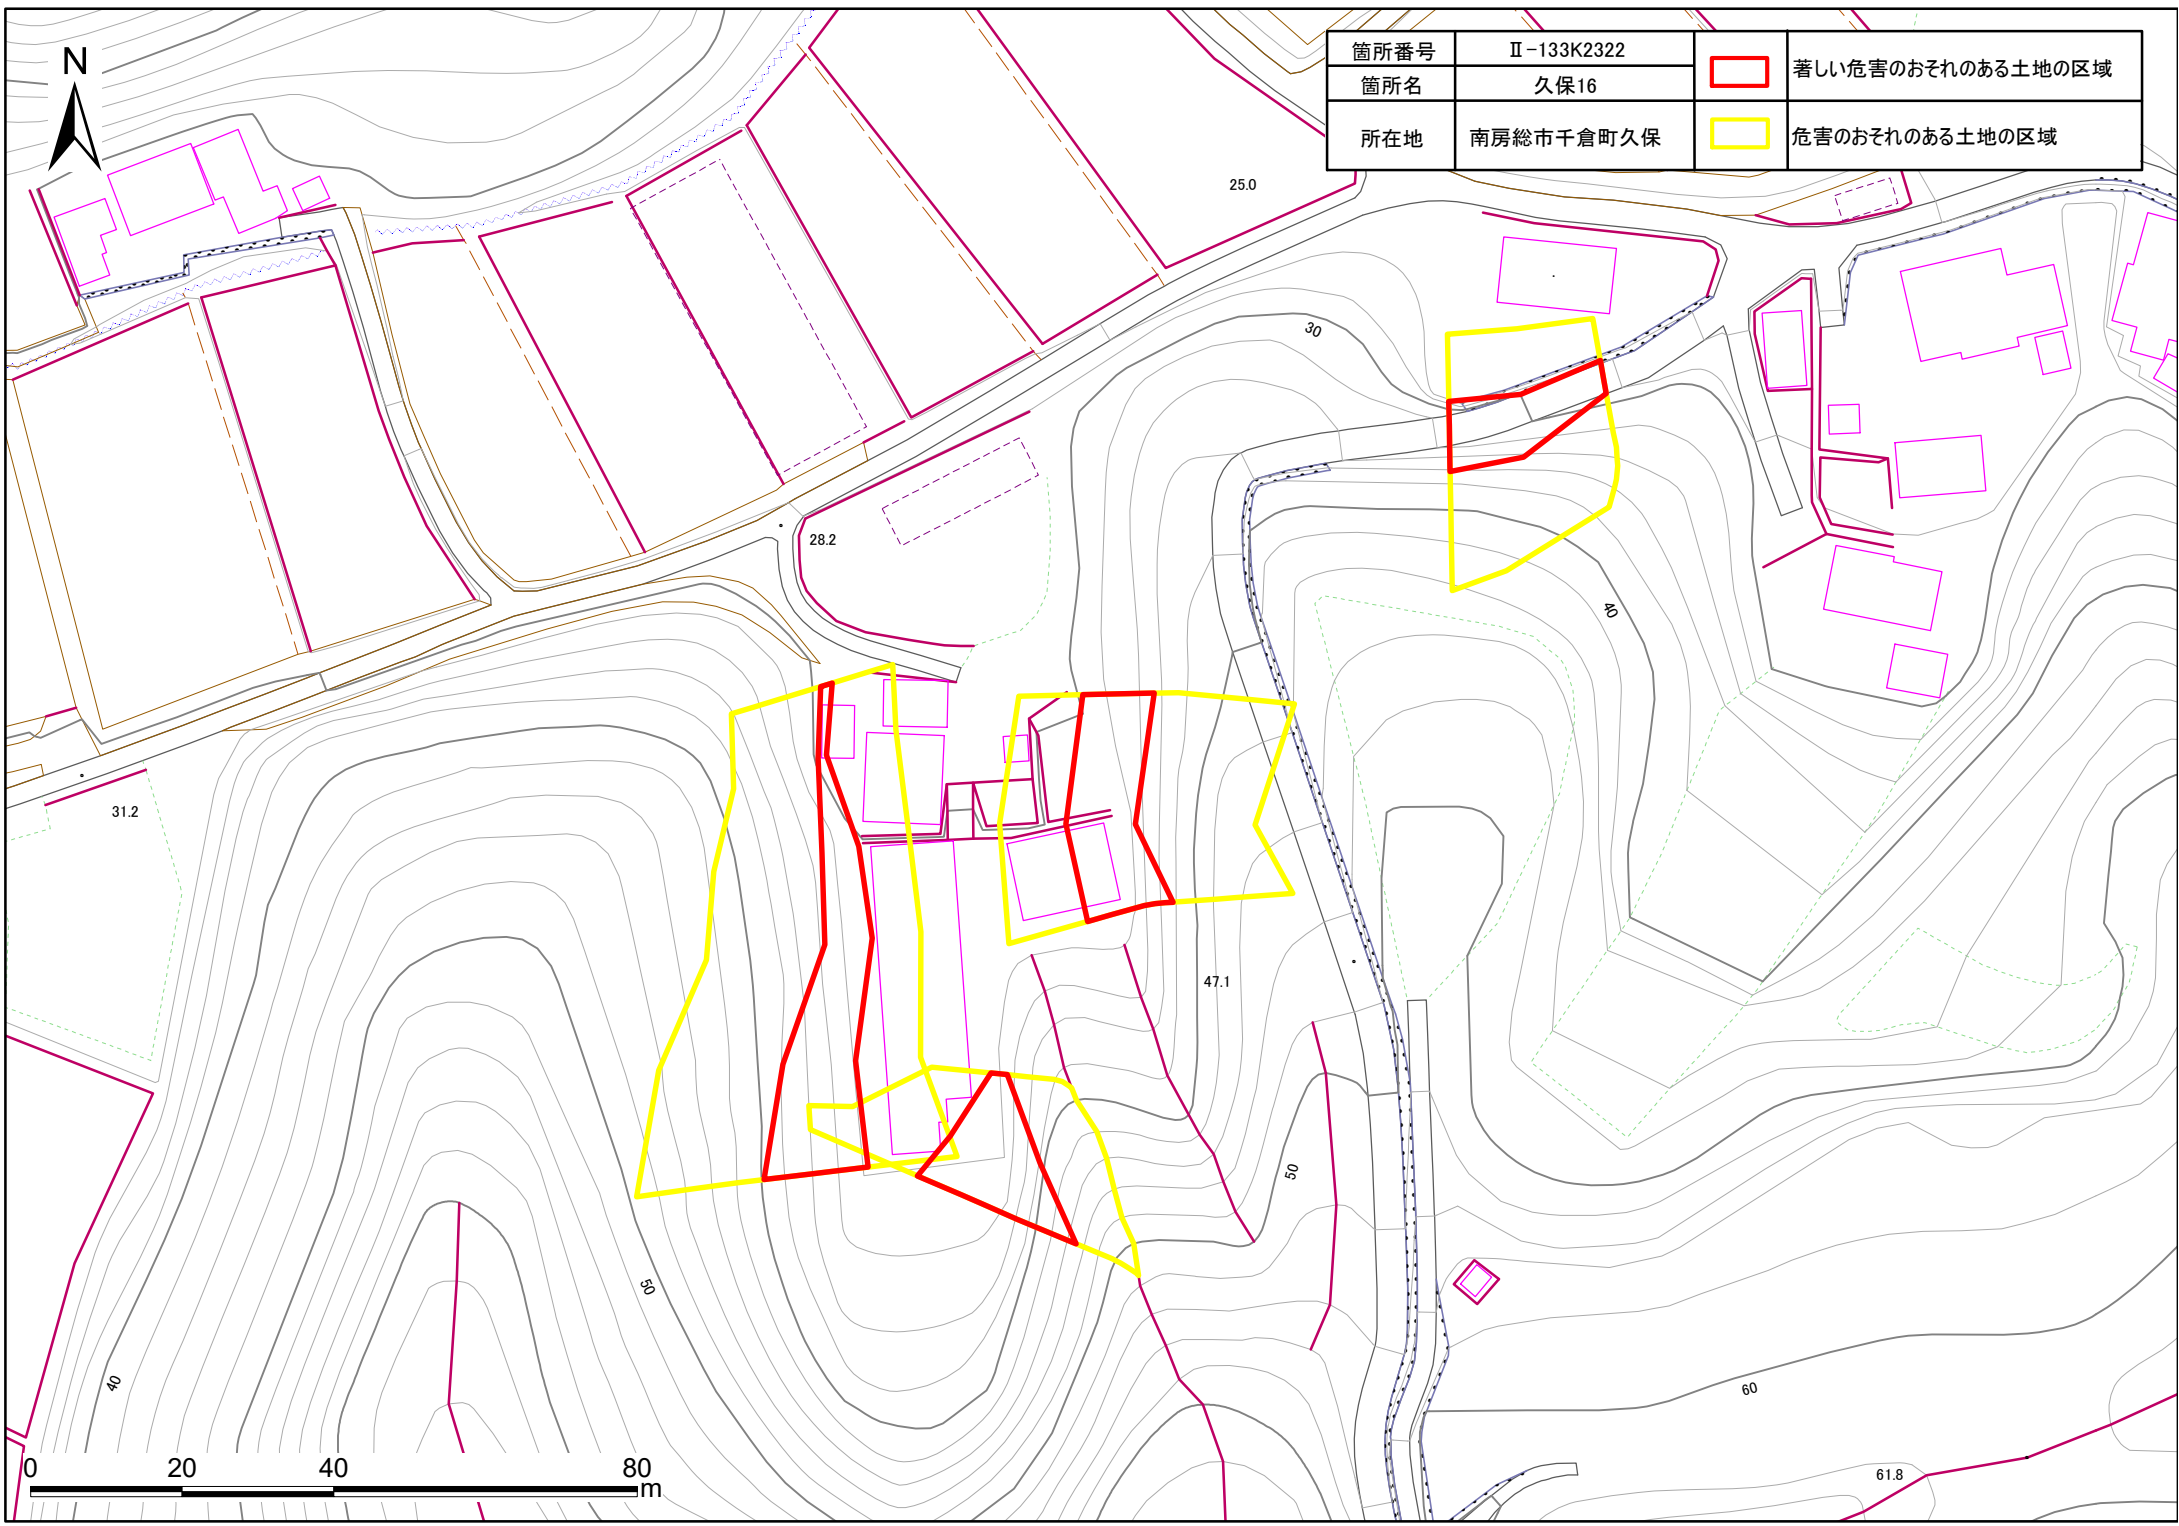 N
箇所番号 Ⅱ-133K2322
箇所名 久保16
所在地 南房総市千倉町久保
著しい危害のおそれのある土地の区域
危害のおそれのある土地の区域
25.0
30
28.2
40
31.2
47.1
50
50
40
60
61.8
0 20 40 80
m